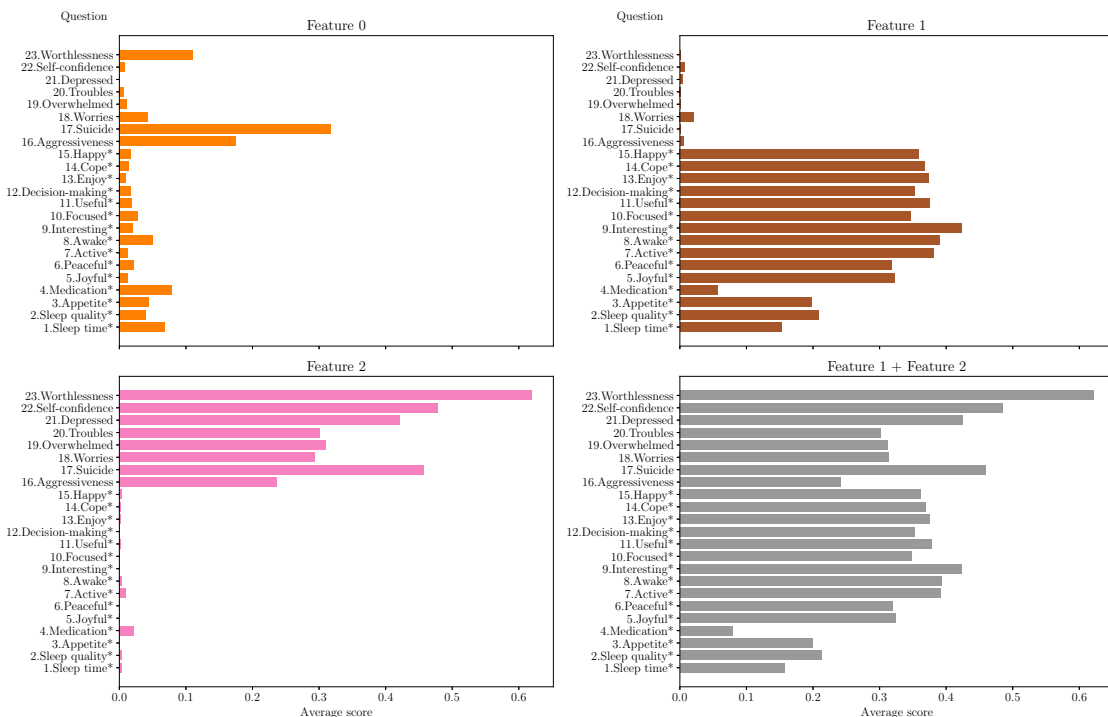 Question
Feature 0
23.Worthlessness
22.Self-confidence
21.Depressed
20.Troubles
19.Overwhelmed
18.Worries
17.Suicide
16.Aggressiveness
15.Happy*
14.Cope*
13.Enjoy*
12.Decision-making*
11.Useful*
10.Focused*
9.Interesting*
8.Awake*
7.Active*
6.Peaceful*
5.Joyful*
4.Medication*
3.Appetite*
2.Sleep quality*
1.Sleep time*
Question
Feature 1
23.Worthlessness
22.Self-confidence
21.Depressed
20.Troubles
19.Overwhelmed
18.Worries
17.Suicide
16.Aggressiveness
15.Happy*
14.Cope*
13.Enjoy*
12.Decision-making*
11.Useful*
10.Focused*
9.Interesting*
8.Awake*
7.Active*
6.Peaceful*
5.Joyful*
4.Medication*
3.Appetite*
2.Sleep quality*
1.Sleep time*
Feature 2
23.Worthlessness
22.Self-confidence
21.Depressed
20.Troubles
19.Overwhelmed
18.Worries
17.Suicide
16.Aggressiveness
15.Happy*
14.Cope*
13.Enjoy*
12.Decision-making*
11.Useful*
10.Focused*
9.Interesting*
8.Awake*
7.Active*
6.Peaceful*
5.Joyful*
4.Medication*
3.Appetite*
2.Sleep quality*
1.Sleep time*
0.0 0.1 0.2 0.3 0.4 0.5 0.6
Average score
Feature 1 + Feature 2
23.Worthlessness
22.Self-confidence
21.Depressed
20.Troubles
19.Overwhelmed
18.Worries
17.Suicide
16.Aggressiveness
15.Happy*
14.Cope*
13.Enjoy*
12.Decision-making*
11.Useful*
10.Focused*
9.Interesting*
8.Awake*
7.Active*
6.Peaceful*
5.Joyful*
4.Medication*
3.Appetite*
2.Sleep quality*
1.Sleep time*
0.0 0.1 0.2 0.3 0.4 0.5 0.6
Average score